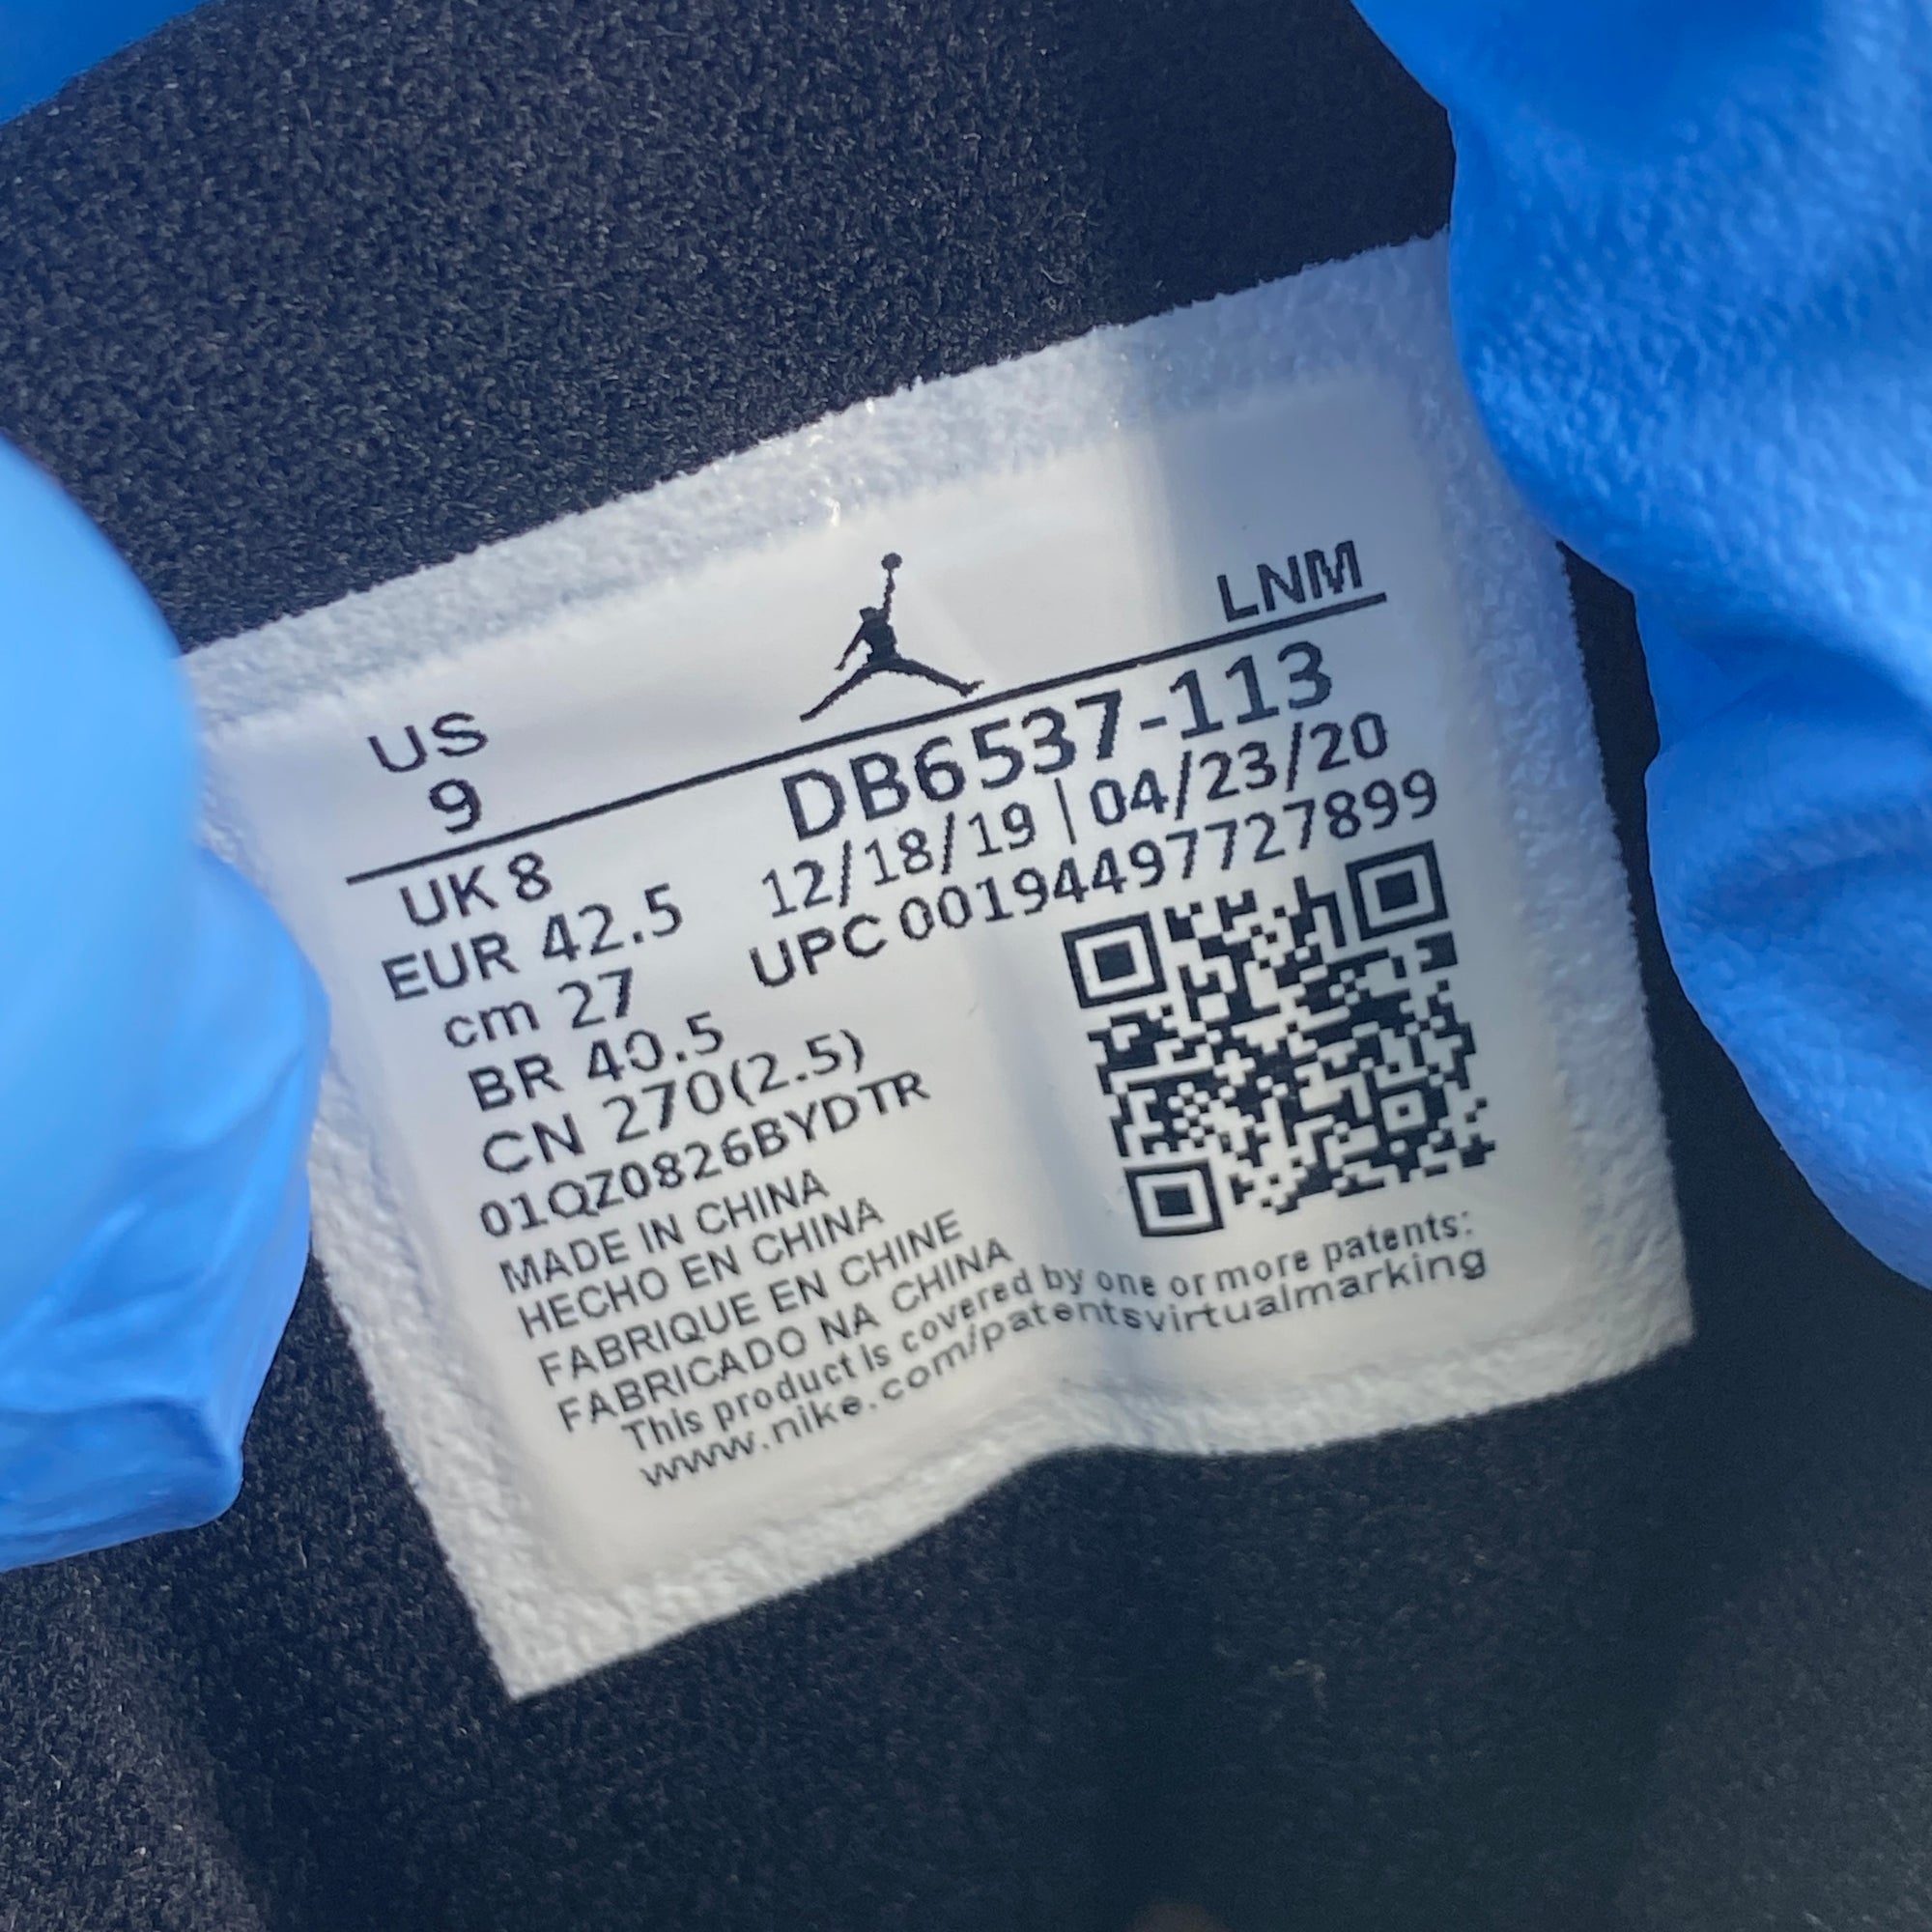 LNM
US
9
DB6537-113
12/18/19 | 04/23/20
UPC 00194497727899
UK 8
EUR 42.5
cm 27
BR 40.5
CN 270(2.5)
01QZ0826BYDTR
MADE IN CHINA
HECHO EN CHINA
FABRIQUE EN CHINE
FABRICADO NA CHINA
This product is covered by one or more patents:
www.nike.com/patentsvirtualmarking